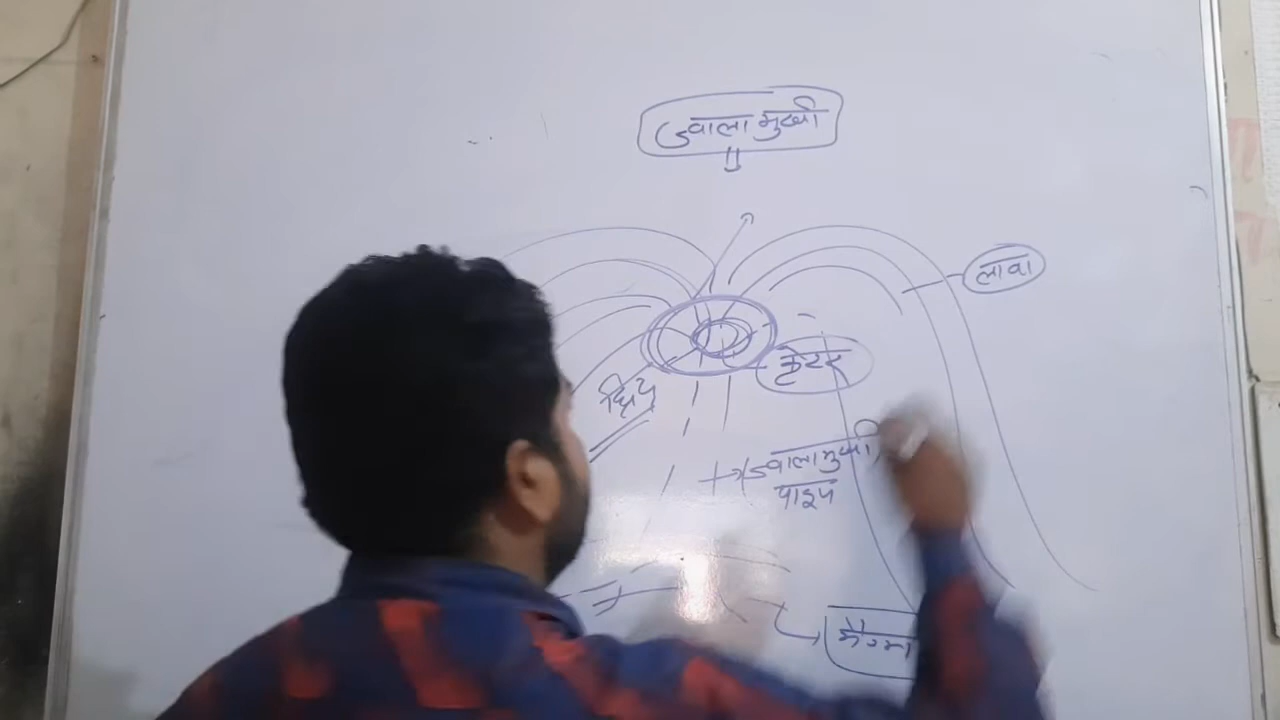 ज्वालामुखी
लावा
क्रेटर
छिद्र
ज्वालामुखी
पाइप
मैग्मा